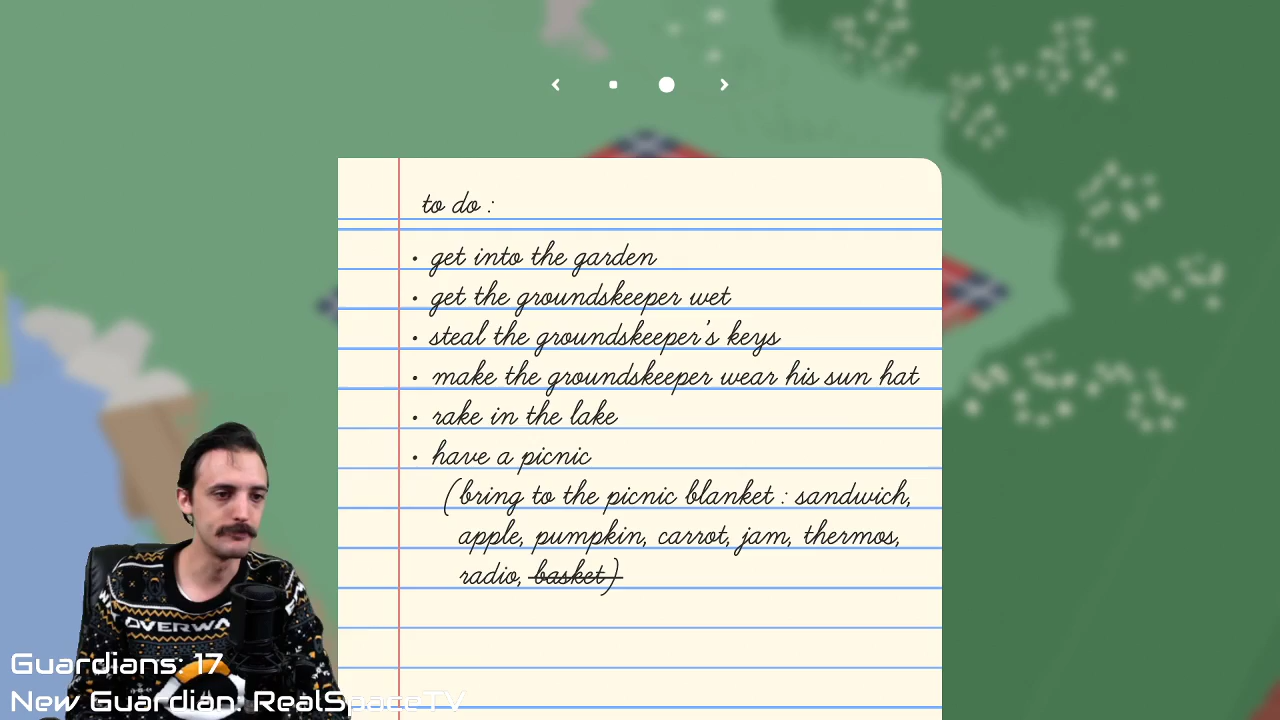 to do :
• get into the garden
• get the groundskeeper wet
• steal the groundskeeper's keys
• make the groundskeeper wear his sun hat
• rake in the lake
• have a picnic
(bring to the picnic blanket : sandwich,
apple, pumpkin, carrot, jam, thermos,
radio, basket)
OVERWA
Guardians: 17
New Guardian: RealSpaceTV